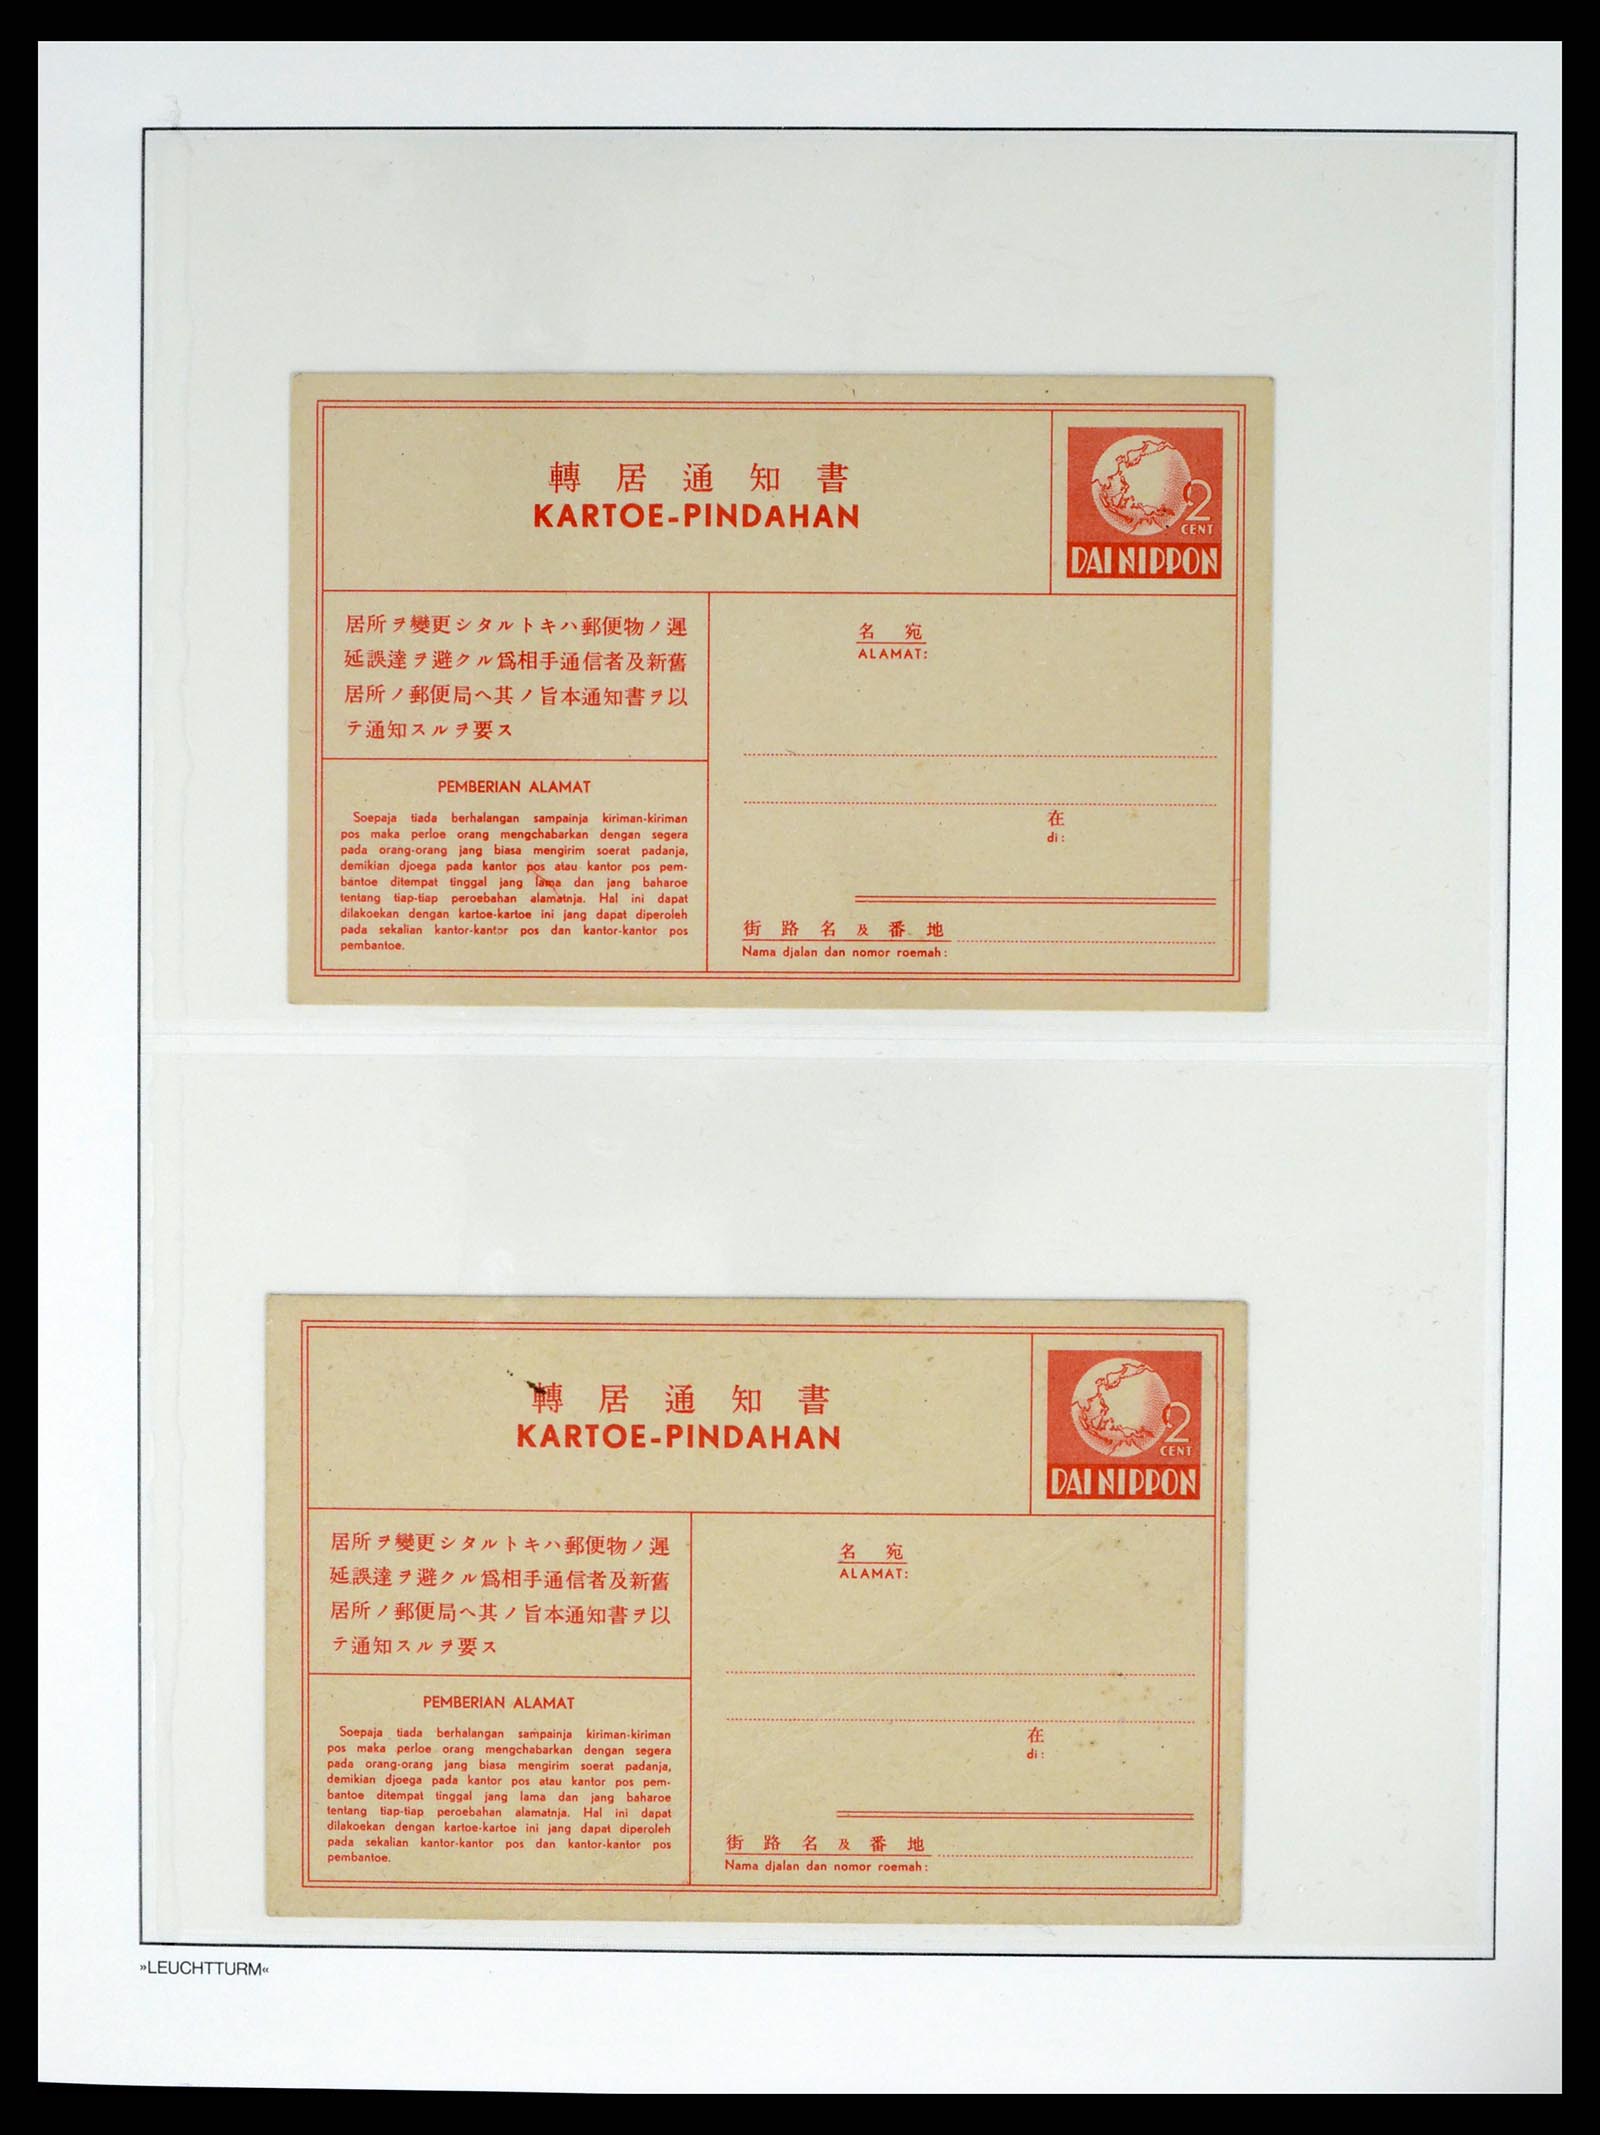 轉居通知書
KARTOE-PINDAHAN
2
CENT
DAI NIPPON
居所ヲ變更シタルトキハ郵便物ノ遲
延誤達ヲ避クル爲相手通信者及新舊
居所ノ郵便局ヘ其ノ旨本通知書ヲ以
テ通知スルヲ要ス
PEMBERIAN ALAMAT
Soepaja tiada berhalangan sampainja kiriman-kiriman
pos maka perloe orang mengchabarkan dengan segera
pada orang-orang jang biasa mengirim soerat padanja,
demikian djoega pada kantor pos atau kantor pos pem-
bantoe ditempat tinggal jang lama dan jang baharoe
tentang tiap-tiap peroebahan alamatnja. Hal ini dapat
dilakoekan dengan kartoe-kartoe ini jang dapat diperoleh
pada sekalian kantor-kantor pos dan kantor-kantor pos
pembantoe.
名宛
ALAMAT:
在
di:
街路名及番地
Nama djalan dan nomor roemah:
轉居通知書
KARTOE-PINDAHAN
2
CENT
DAI NIPPON
居所ヲ變更シタルトキハ郵便物ノ遲
延誤達ヲ避クル爲相手通信者及新舊
居所ノ郵便局ヘ其ノ旨本通知書ヲ以
テ通知スルヲ要ス
PEMBERIAN ALAMAT
Soepaja tiada berhalangan sampainja kiriman-kiriman
pos maka perloe orang mengchabarkan dengan segera
pada orang-orang jang biasa mengirim soerat padanja,
demikian djoega pada kantor pos atau kantor pos pem-
bantoe ditempat tinggal jang lama dan jang baharoe
tentang tiap-tiap peroebahan alamatnja. Hal ini dapat
dilakoekan dengan kartoe-kartoe ini jang dapat diperoleh
pada sekalian kantor-kantor pos dan kantor-kantor pos
pembantoe.
名宛
ALAMAT:
在
di:
街路名及番地
Nama djalan dan nomor roemah:
»LEUCHTTURM«